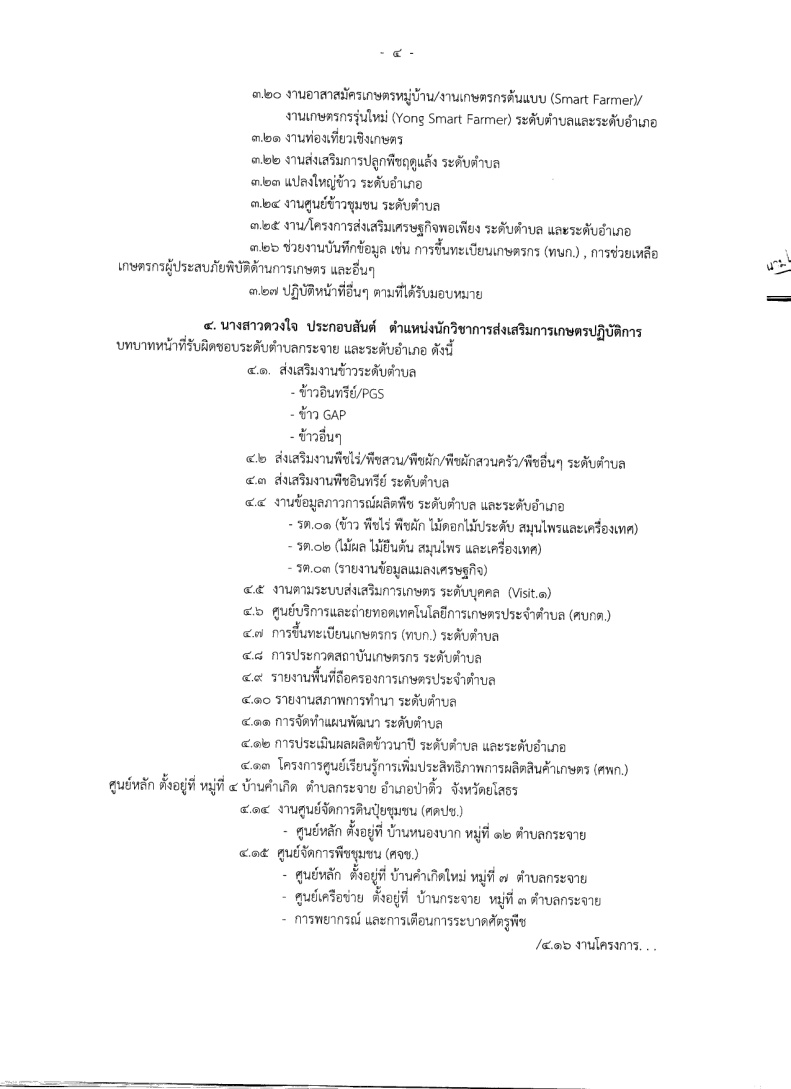 - ๔ -
๓.๒๐ งานอาสาสมัครเกษตรหมู่บ้าน/งานเกษตรกรต้นแบบ (Smart Farmer)/
งานเกษตรกรรุ่นใหม่ (Yong Smart Farmer) ระดับตำบลและระดับอำเภอ
๓.๒๑ งานท่องเที่ยวเชิงเกษตร
๓.๒๒ งานส่งเสริมการปลูกพืชฤดูแล้ง ระดับตำบล
๓.๒๓ แปลงใหญ่ข้าว ระดับอำเภอ
๓.๒๔ งานศูนย์ข้าวชุมชน ระดับตำบล
๓.๒๕ งาน/โครงการส่งเสริมเศรษฐกิจพอเพียง ระดับตำบล และระดับอำเภอ
๓.๒๖ ช่วยงานบันทึกข้อมูล เช่น การขึ้นทะเบียนเกษตรกร (ทบก.) , การช่วยเหลือ
เกษตรกรผู้ประสบภัยพิบัติด้านการเกษตร และอื่นๆ
๓.๒๗ ปฏิบัติหน้าที่อื่นๆ ตามที่ได้รับมอบหมาย
๔. นางสาวดวงใจ ประกอบสันต์ ตำแหน่งนักวิชาการส่งเสริมการเกษตรปฏิบัติการ
บทบาทหน้าที่รับผิดชอบระดับตำบลกระจาย และระดับอำเภอ ดังนี้
๔.๑. ส่งเสริมงานข้าวระดับตำบล
- ข้าวอินทรีย์/PGS
- ข้าว GAP
- ข้าวอื่นๆ
๔.๒ ส่งเสริมงานพืชไร่/พืชสวน/พืชผัก/พืชผักสวนครัว/พืชอื่นๆ ระดับตำบล
๔.๓ ส่งเสริมงานพืชอินทรีย์ ระดับตำบล
๔.๔ งานข้อมูลภาวการณ์ผลิตพืช ระดับตำบล และระดับอำเภอ
- รต.๐๑ (ข้าว พืชไร่ พืชผัก ไม้ดอกไม้ประดับ สมุนไพรและเครื่องเทศ)
- รต.๐๒ (ไม้ผล ไม้ยืนต้น สมุนไพร และเครื่องเทศ)
- รต.๐๓ (รายงานข้อมูลแมลงเศรษฐกิจ)
๔.๕ งานตามระบบส่งเสริมการเกษตร ระดับบุคคล (Visit.๑)
๔.๖ ศูนย์บริการและถ่ายทอดเทคโนโลยีการเกษตรประจำตำบล (ศบกต.)
๔.๗ การขึ้นทะเบียนเกษตรกร (ทบก.) ระดับตำบล
๔.๘ การประกวดสถาบันเกษตรกร ระดับตำบล
๔.๙ รายงานพื้นที่ถือครองการเกษตรประจำตำบล
๔.๑๐ รายงานสภาพการทำนา ระดับตำบล
๔.๑๑ การจัดทำแผนพัฒนา ระดับตำบล
๔.๑๒ การประเมินผลผลิตข้าวนาปี ระดับตำบล และระดับอำเภอ
๔.๑๓ โครงการศูนย์เรียนรู้การเพิ่มประสิทธิภาพการผลิตสินค้าเกษตร (ศพก.)
ศูนย์หลัก ตั้งอยู่ที่ หมู่ที่ ๔ บ้านคำเกิด ตำบลกระจาย อำเภอป่าติ้ว จังหวัดยโสธร
๔.๑๔ งานศูนย์จัดการดินปุ๋ยชุมชน (ศดปช.)
- ศูนย์หลัก ตั้งอยู่ที่ บ้านหนองบาก หมู่ที่ ๑๒ ตำบลกระจาย
๔.๑๕ ศูนย์จัดการพืชชุมชน (ศจช.)
- ศูนย์หลัก ตั้งอยู่ที่ บ้านคำเกิดใหม่ หมู่ที่ ๗ ตำบลกระจาย
- ศูนย์เครือข่าย ตั้งอยู่ที่ บ้านกระจาย หมู่ที่ ๓ ตำบลกระจาย
- การพยากรณ์ และการเตือนการระบาดศัตรูพืช
/๔.๑๖ งานโครงการ. . .